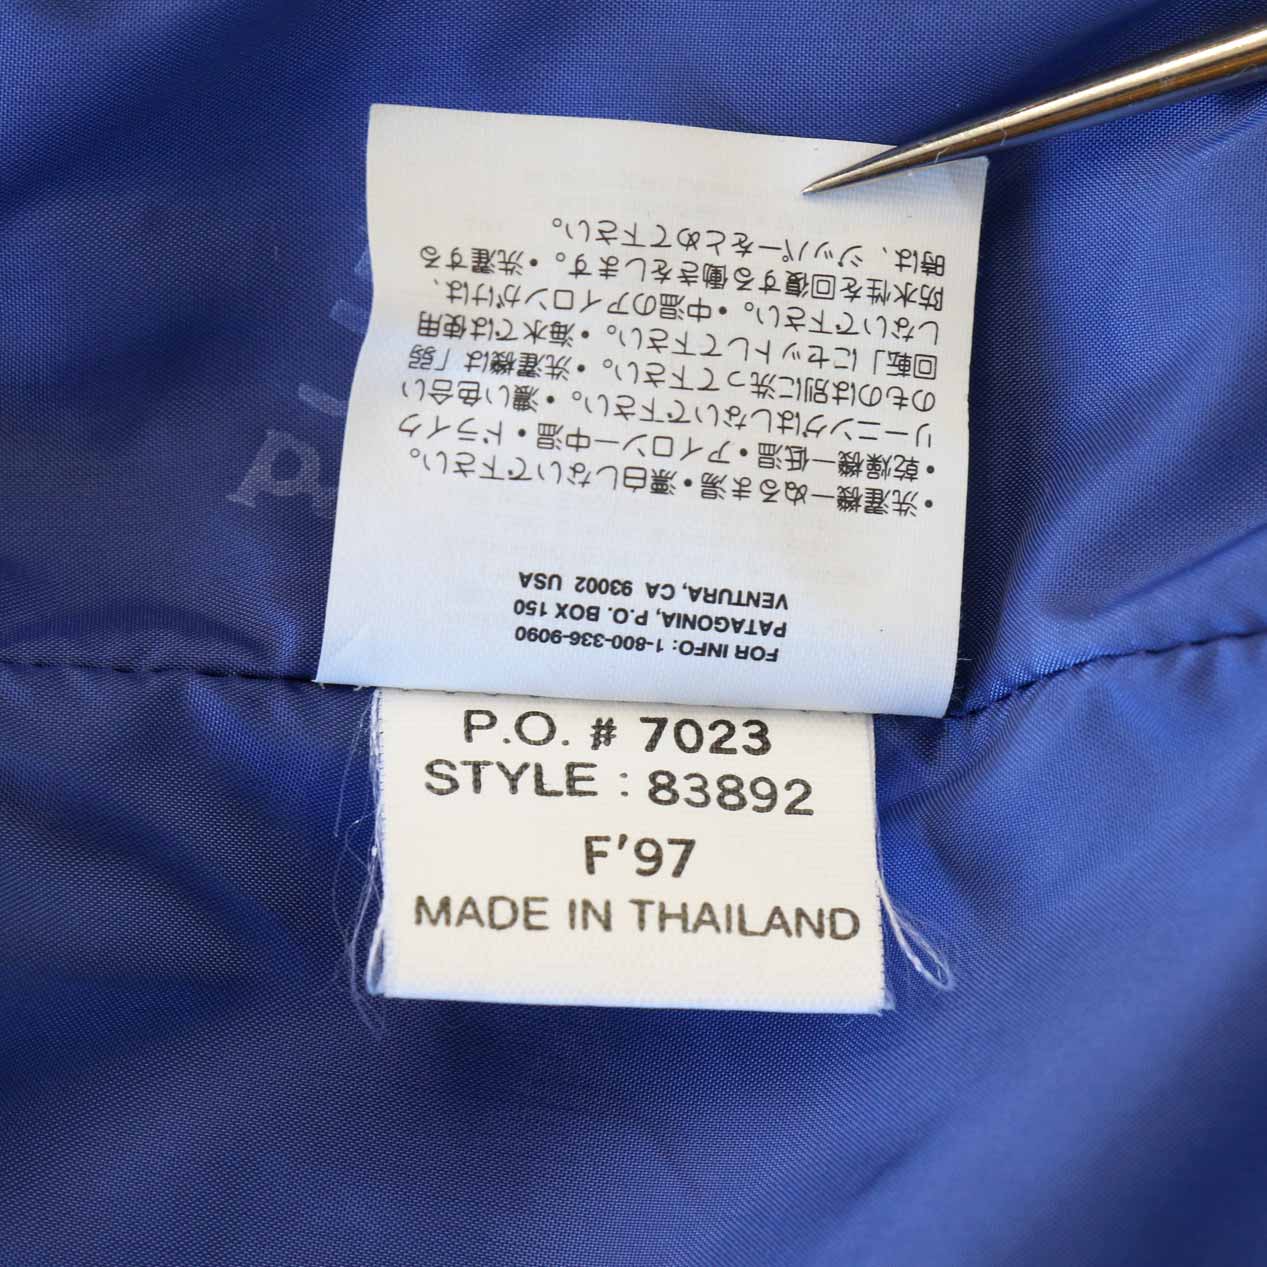 ・洗濯機ーぬるま湯・漂白しないで下さい。
・乾燥機ー低温・アイロンー中温・ドライク
リーニングはしないで下さい。・濃い色合い
のものは別に洗って下さい。・洗濯機は「弱
回転」にセットして下さい。・海水では使用
しないで下さい。・中温のアイロンがけは、
防水性を回復する働きをします。・洗濯する
時は、ジッパーをとめて下さい。
FOR INFO: 1-800-336-9090
PATAGONIA, P.O. BOX 150
VENTURA, CA 93002 USA
P.O. # 7023
STYLE : 83892
F'97
MADE IN THAILAND